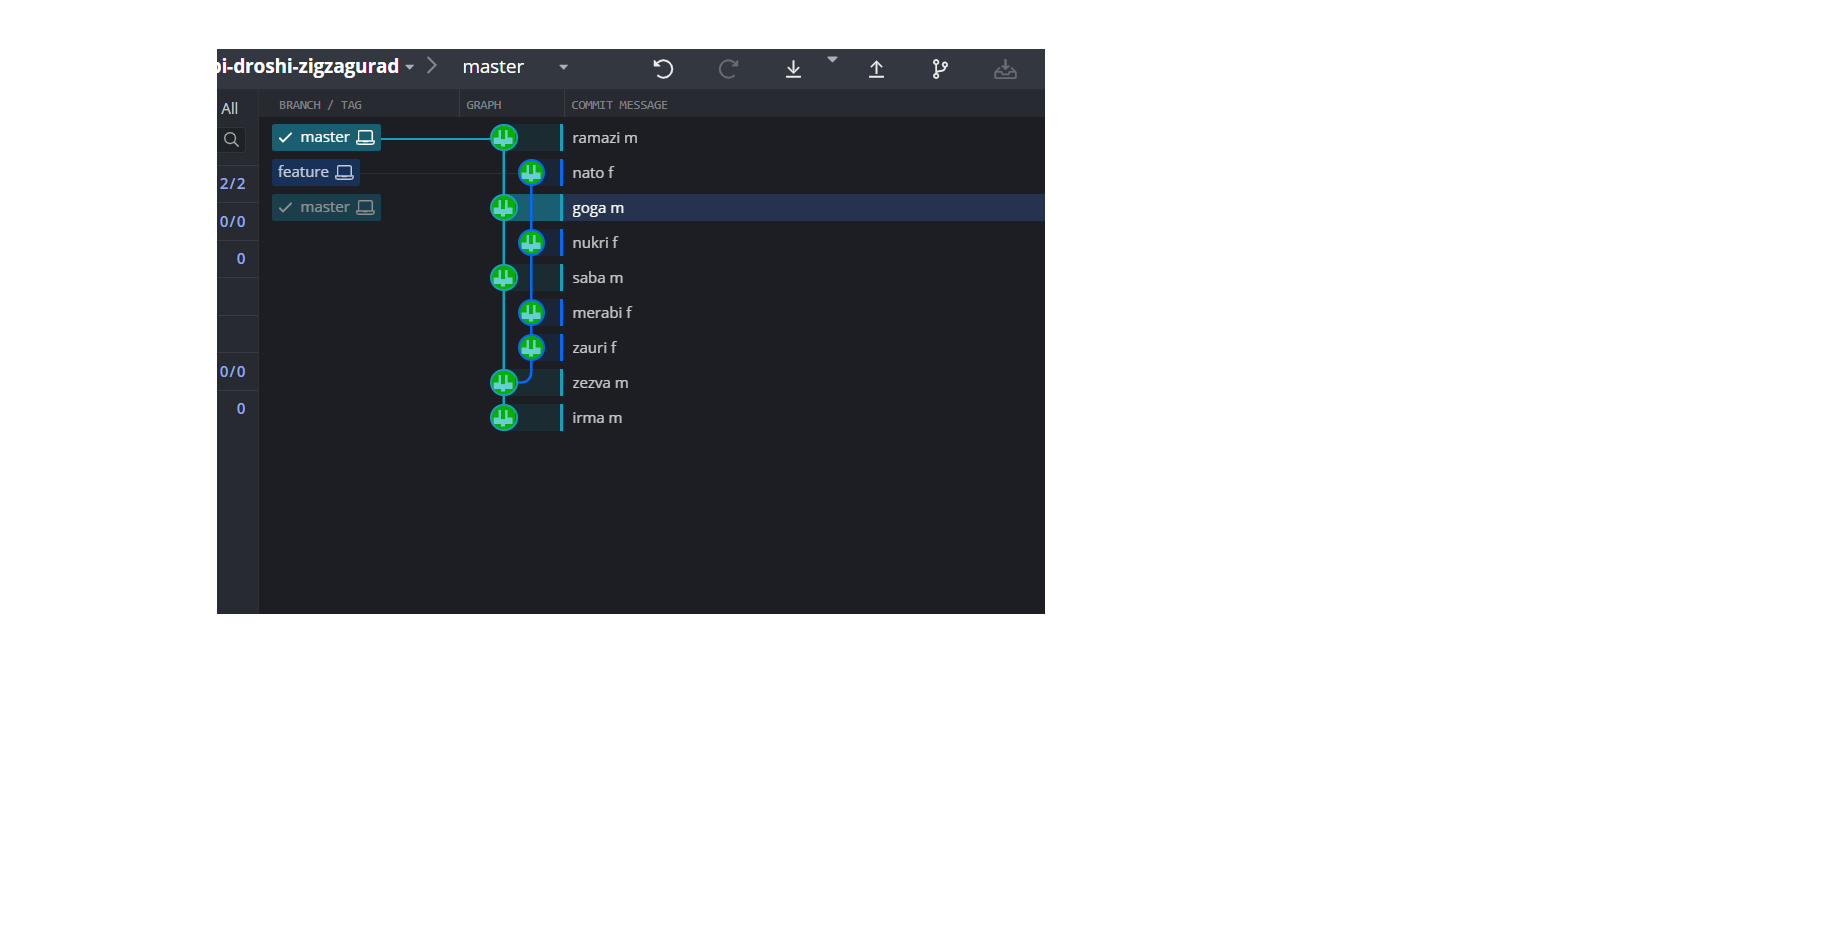 oi-droshi-zigzagurad master
All BRANCH / TAG GRAPH COMMIT MESSAGE
master ramazi m
feature nato f
2/2
master goga m
0/0
nukri f
0
saba m
merabi f
zauri f
0/0
zezva m
0
irma m